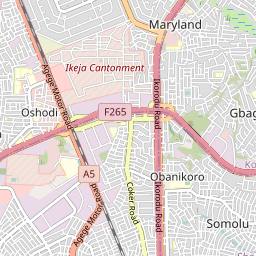 Maryland
Ikeja Cantonment
Oshodi
F265
Gbag
Agege Motor Road
Ikorodu Road
A5
Obanikoro
Coker Road
Agege Motor Road
Ikorodu Road
Somolu